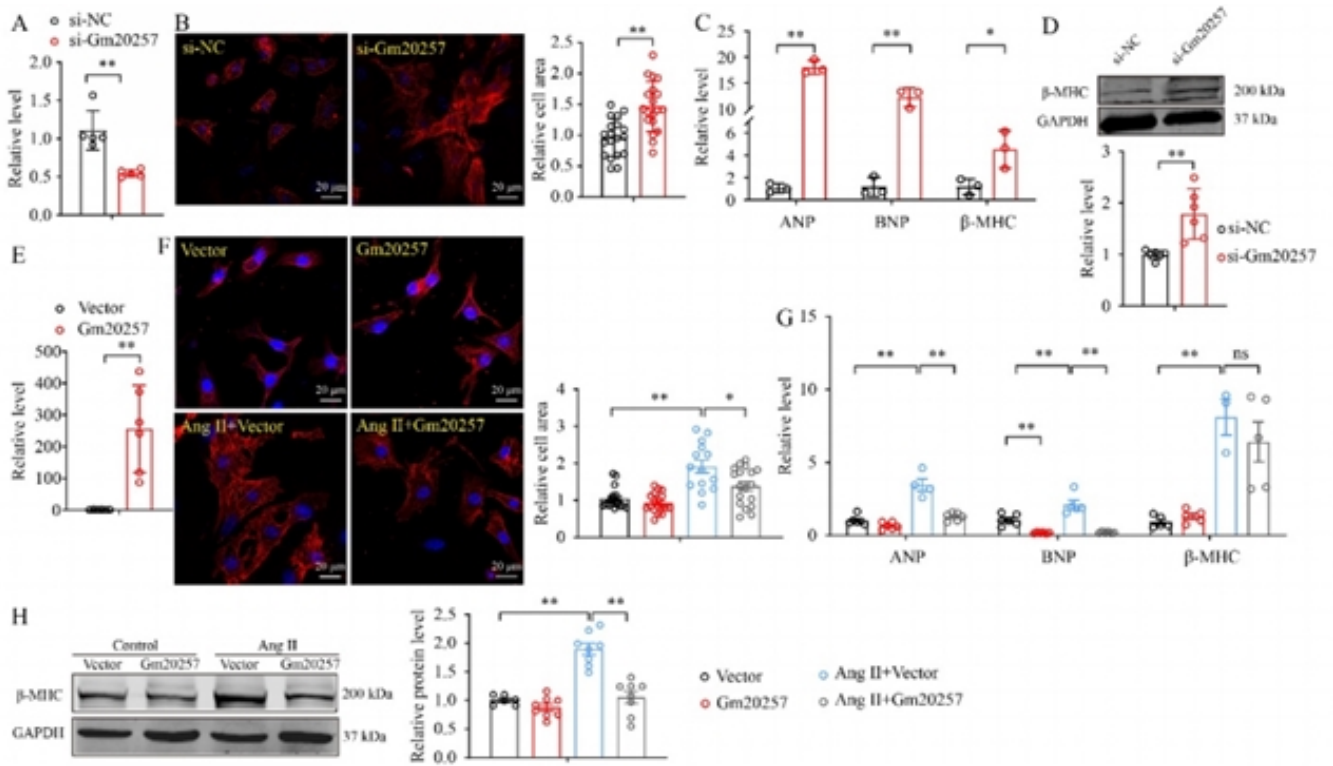 A
si-NC
si-Gm20257
**
Relative level
2.0
1.5
1.0
0.5
0.0
B
si-NC
si-Gm20257
20 μm
20 μm
**
Relative cell area
2.5
2.0
1.5
1.0
0.5
0.0
C
Relative level
25
20
15
10
6
4
2
0
**
**
*
ANP
BNP
β-MHC
D
si-NC
si-Gm20257
β-MHC
200 kDa
GAPDH
37 kDa
**
Relative level
3
2
1
0
si-NC
si-Gm20257
E
Vector
Gm20257
**
Relative level
500
400
300
200
100
0
F
Vector
Gm20257
20 μm
20 μm
Ang II+Vector
Ang II+Gm20257
20 μm
20 μm
Relative cell area
4
3
2
1
0
**
*
G
Relative level
15
10
5
0
**
**
**
**
**
**
ns
ANP
BNP
β-MHC
H
Control
Ang II
Vector
Gm20257
Vector
Gm20257
β-MHC
200 kDa
GAPDH
37 kDa
Relative protein level
2.5
2.0
1.5
1.0
0.5
0.0
**
**
Vector
Gm20257
Ang II+Vector
Ang II+Gm20257